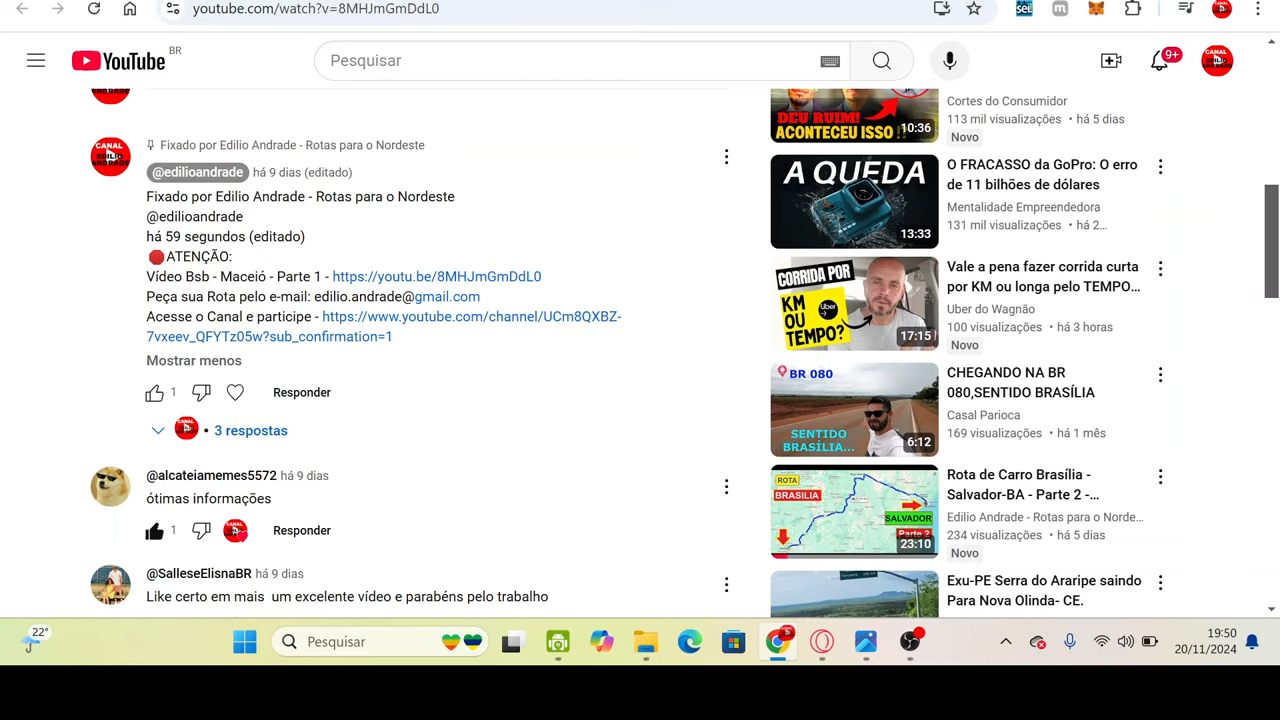 youtube.com/watch?v=8MHJmGmDdL0
YouTube BR
Pesquisar
9+
CANAL
EDILIO
ANDRADE
Fixado por Edilio Andrade - Rotas para o Nordeste
@edilioandrade há 9 dias (editado)
Fixado por Edilio Andrade - Rotas para o Nordeste
@edilioandrade
há 59 segundos (editado)
ATENÇÃO:
Vídeo Bsb - Maceió - Parte 1 - https://youtu.be/8MHJmGmDdL0
Peça sua Rota pelo e-mail: edilio.andrade@gmail.com
Acesse o Canal e participe - https://www.youtube.com/channel/UCm8QXBZ-
7vxeev_QFYTz05w?sub_confirmation=1
Mostrar menos
1
Responder
• 3 respostas
@alcateiamemes5572 há 9 dias
ótimas informações
1
Responder
@SalleseElisnaBR há 9 dias
Like certo em mais um excelente vídeo e parabéns pelo trabalho
DEU RUIM!
ACONTECEU ISSO
10:36
Cortes do Consumidor
113 mil visualizações • há 5 dias
Novo
A QUEDA
13:33
O FRACASSO da GoPro: O erro
de 11 bilhões de dólares
Mentalidade Empreendedora
131 mil visualizações • há 2...
CORRIDA POR
KM
OU
TEMPO?
Uber
17:15
Vale a pena fazer corrida curta
por KM ou longa pelo TEMPO...
Uber do Wagnão
100 visualizações • há 3 horas
Novo
BR 080
SENTIDO
BRASÍLIA...
6:12
CHEGANDO NA BR
080,SENTIDO BRASÍLIA
Casal Parioca
169 visualizações • há 1 mês
ROTA
BRASILIA
SALVADOR
Parte 2
23:10
Rota de Carro Brasília -
Salvador-BA - Parte 2 -...
Edilio Andrade - Rotas para o Norde...
234 visualizações • há 5 dias
Novo
Exu-PE Serra do Araripe saindo
Para Nova Olinda- CE.
22°
Pesquisar
19:50
20/11/2024